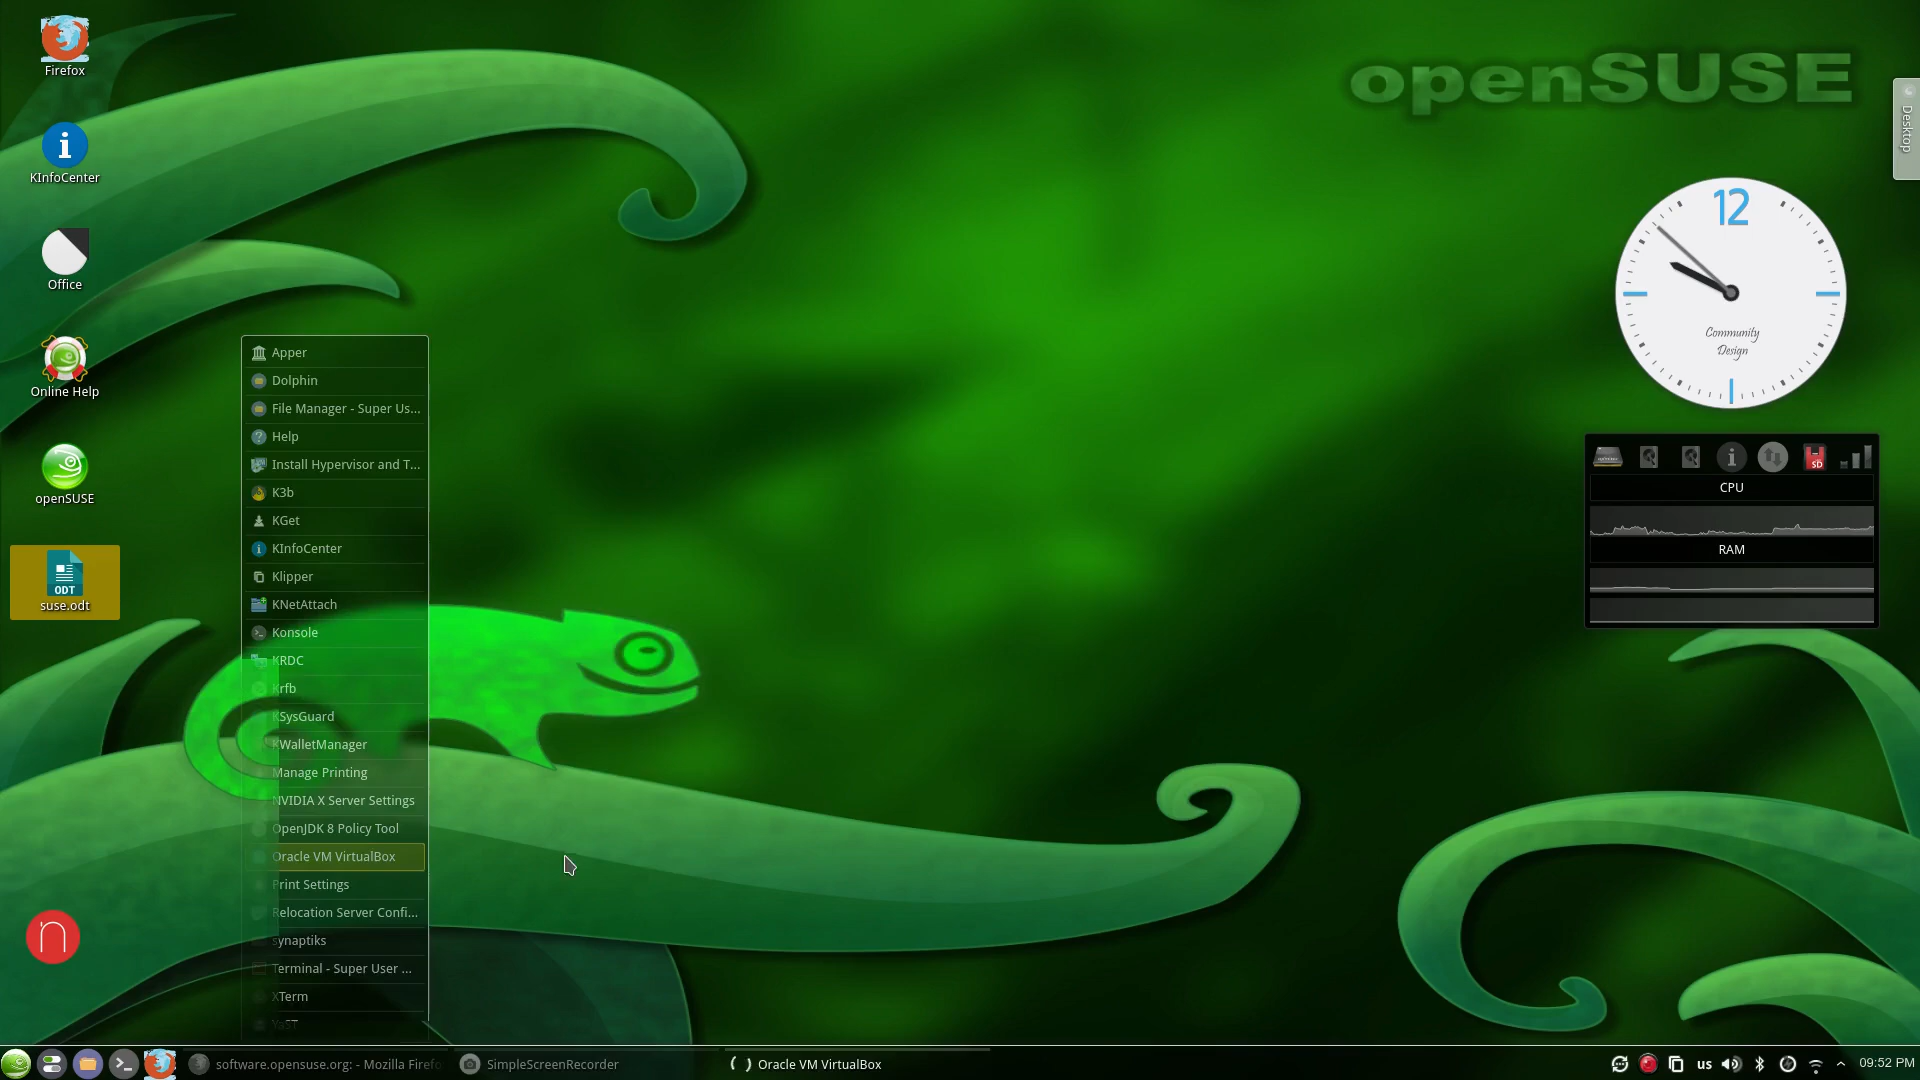 openSUSE
Desktop
Firefox
KInfoCenter
Office
Online Help
openSUSE
ODT
suse.odt
Apper
Dolphin
File Manager - Super Us...
Help
Install Hypervisor and T...
K3b
KGet
KInfoCenter
Klipper
KNetAttach
Konsole
KRDC
Krfb
KSysGuard
KWalletManager
Manage Printing
NVIDIA X Server Settings
OpenJDK 8 Policy Tool
Oracle VM VirtualBox
Print Settings
Relocation Server Confi...
synaptiks
Terminal - Super User ...
XTerm
YaST
12
Community
Design
SD
CPU
RAM
n
software.opensuse.org: - Mozilla Firefo
SimpleScreenRecorder
Oracle VM VirtualBox
us
09:52 PM